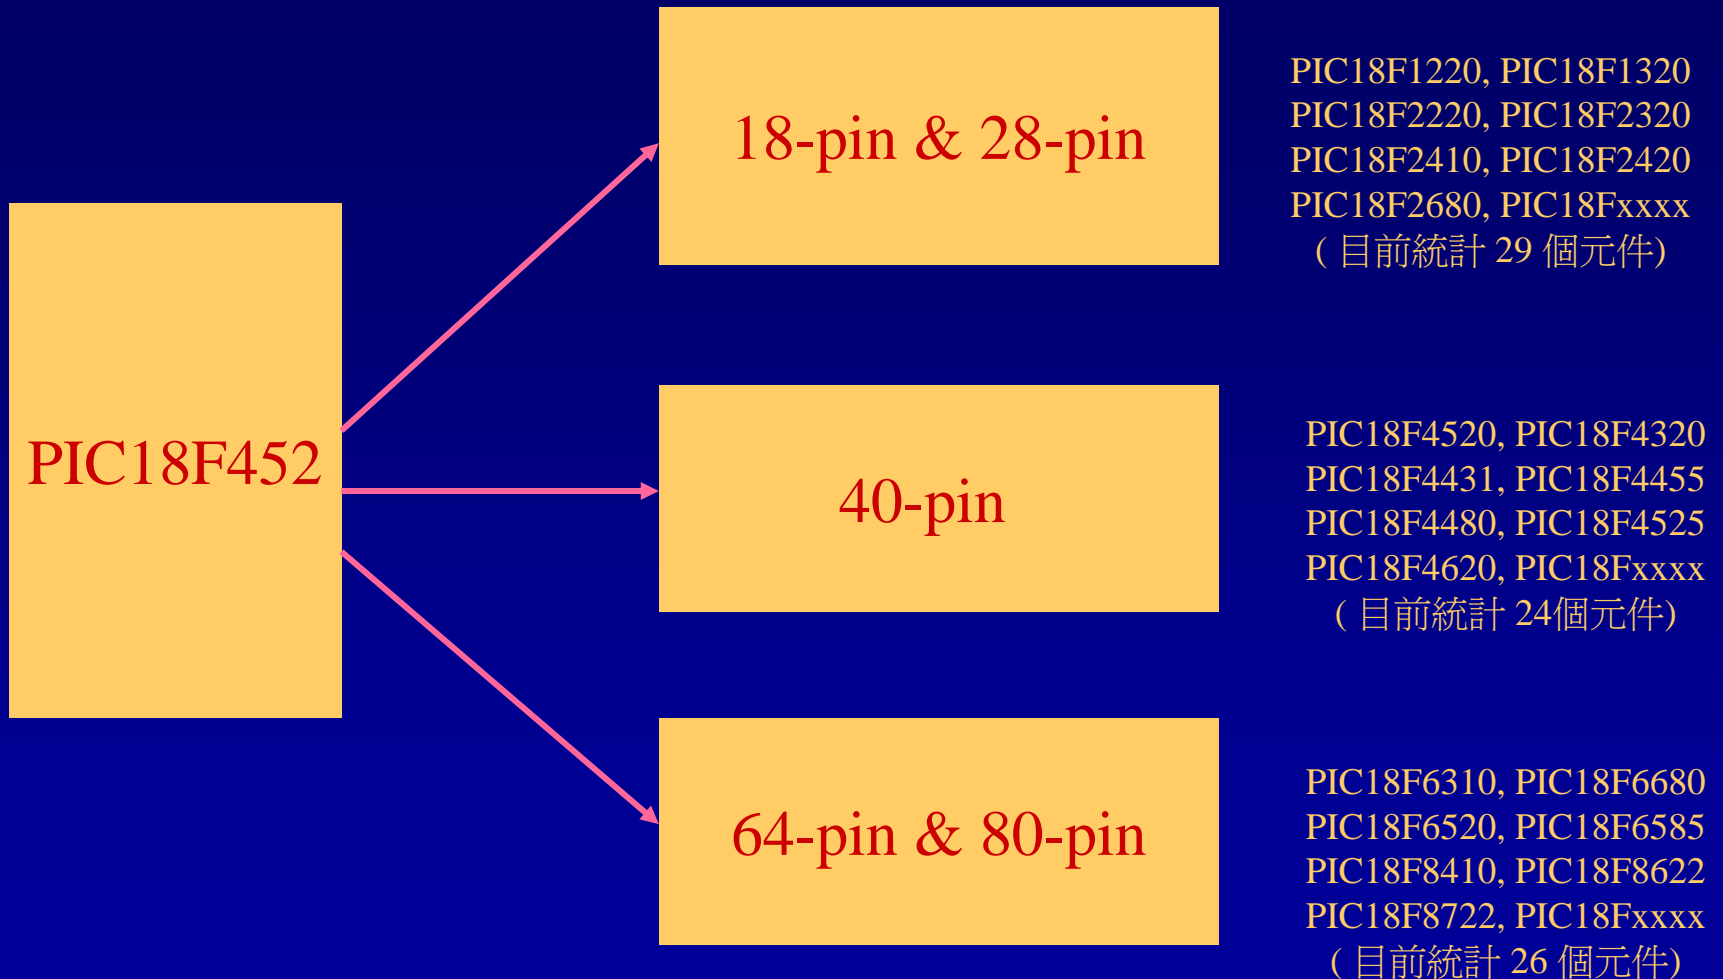 PIC18F452
18-pin & 28-pin
PIC18F1220, PIC18F1320
PIC18F2220, PIC18F2320
PIC18F2410, PIC18F2420
PIC18F2680, PIC18Fxxxx
( 目前統計 29 個元件)
40-pin
PIC18F4520, PIC18F4320
PIC18F4431, PIC18F4455
PIC18F4480, PIC18F4525
PIC18F4620, PIC18Fxxxx
( 目前統計 24個元件)
64-pin & 80-pin
PIC18F6310, PIC18F6680
PIC18F6520, PIC18F6585
PIC18F8410, PIC18F8622
PIC18F8722, PIC18Fxxxx
( 目前統計 26 個元件)